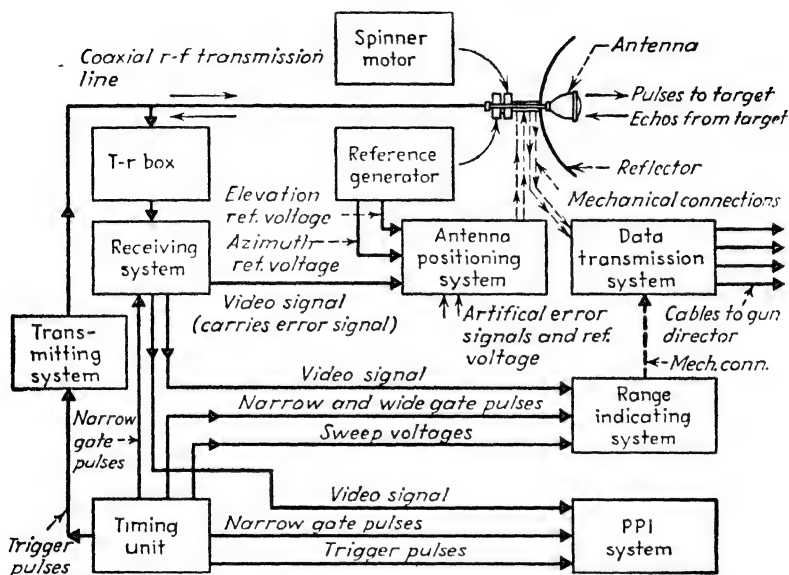 Coaxial r-f transmission
line
Spinner
motor
Antenna
Pulses to target
Echos from target
T-r box
Reference
generator
Reflector
Mechanical connections
Elevation
ref. voltage
Azimuth
ref. voltage
Receiving
system
Antenna
positioning
system
Data
transmission
system
Video signal
(carries error signal)
Artifical error
signals and ref.
voltage
Cables to gun
director
Mech.conn.
Trans-
mitting
system
Video signal
Narrow and wide gate pulses
Sweep voltages
Range
indicating
system
Narrow
gate
pulses
Video signal
Narrow gate pulses
Trigger pulses
Timing
unit
PPI
system
Trigger
pulses